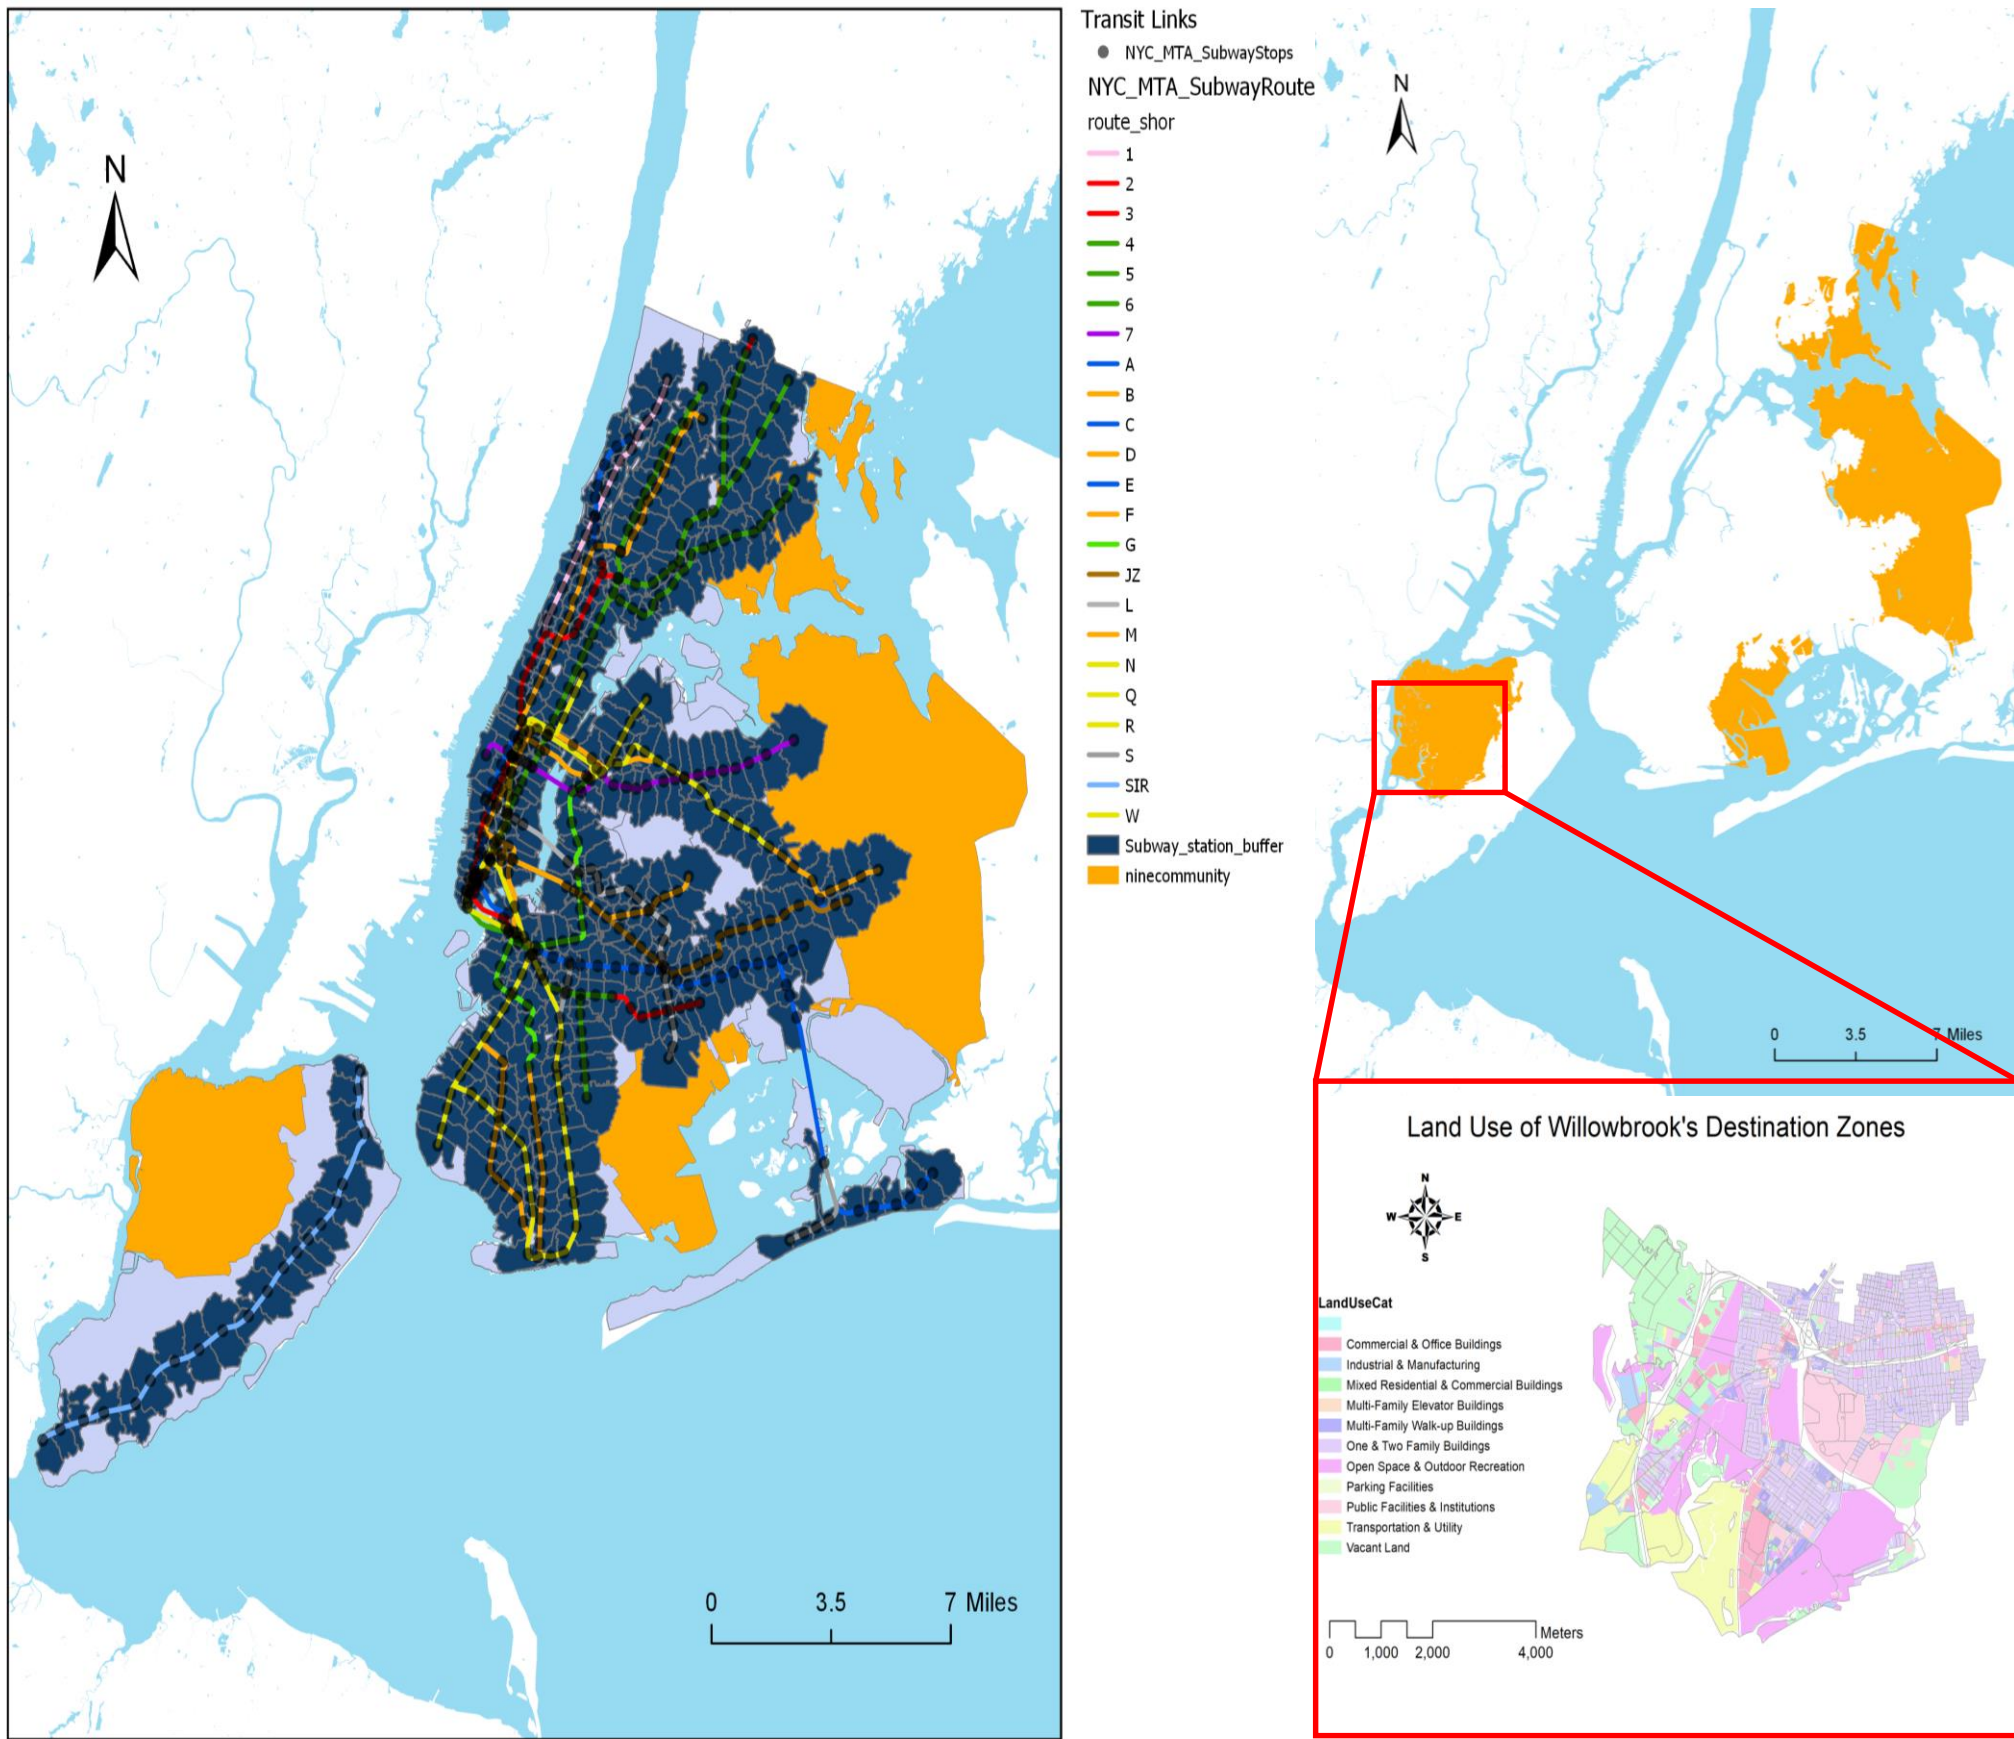 N
0 3.5 7 Miles
Transit Links
NYC_MTA_SubwayStops
NYC_MTA_SubwayRoute
route_shor
1
2
3
4
5
6
7
A
B
C
D
E
F
G
JZ
L
M
N
Q
R
S
SIR
W
Subway_station_buffer
ninecommunity
N
0 3.5 7 Miles
Land Use of Willowbrook's Destination Zones
N
W E
S
LandUseCat
Commercial & Office Buildings
Industrial & Manufacturing
Mixed Residential & Commercial Buildings
Multi-Family Elevator Buildings
Multi-Family Walk-up Buildings
One & Two Family Buildings
Open Space & Outdoor Recreation
Parking Facilities
Public Facilities & Institutions
Transportation & Utility
Vacant Land
Meters
0 1,000 2,000 4,000